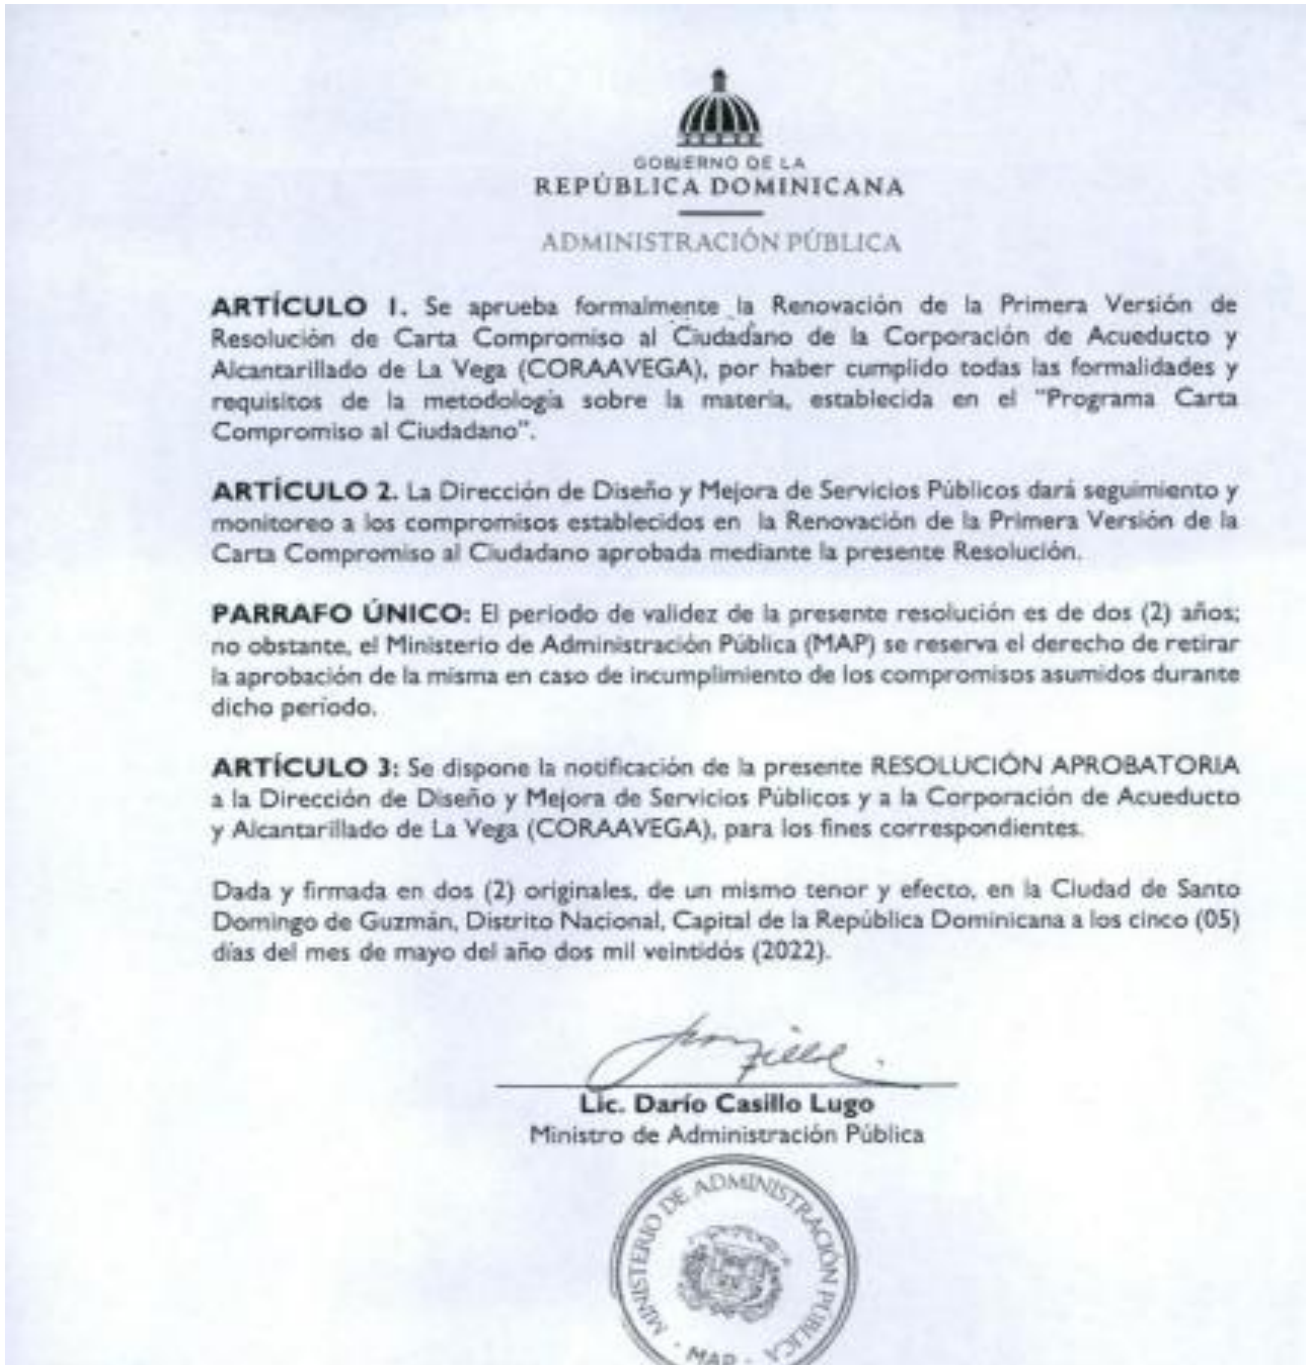 GOBIERNO DE LA
REPÚBLICA DOMINICANA
ADMINISTRACIÓN PÚBLICA
ARTÍCULO 1. Se aprueba formalmente la Renovación de la Primera Versión de
Resolución de Carta Compromiso al Ciudadano de la Corporación de Acueducto y
Alcantarillado de La Vega (CORAAVEGA), por haber cumplido todas las formalidades y
requisitos de la metodología sobre la materia, establecida en el "Programa Carta
Compromiso al Ciudadano".
ARTÍCULO 2. La Dirección de Diseño y Mejora de Servicios Públicos dará seguimiento y
monitoreo a los compromisos establecidos en la Renovación de la Primera Versión de la
Carta Compromiso al Ciudadano aprobada mediante la presente Resolución.
PARRAFO ÚNICO: El periodo de validez de la presente resolución es de dos (2) años;
no obstante, el Ministerio de Administración Pública (MAP) se reserva el derecho de retirar
la aprobación de la misma en caso de incumplimiento de los compromisos asumidos durante
dicho período.
ARTÍCULO 3: Se dispone la notificación de la presente RESOLUCIÓN APROBATORIA
a la Dirección de Diseño y Mejora de Servicios Públicos y a la Corporación de Acueducto
y Alcantarillado de La Vega (CORAAVEGA), para los fines correspondientes.
Dada y firmada en dos (2) originales, de un mismo tenor y efecto, en la Ciudad de Santo
Domingo de Guzmán, Distrito Nacional, Capital de la República Dominicana a los cinco (05)
días del mes de mayo del año dos mil veintidós (2022).
Lic. Darío Casillo Lugo
Ministro de Administración Pública
MINISTERIO DE ADMINISTRACIÓN PÚBLICA
· MAP ·